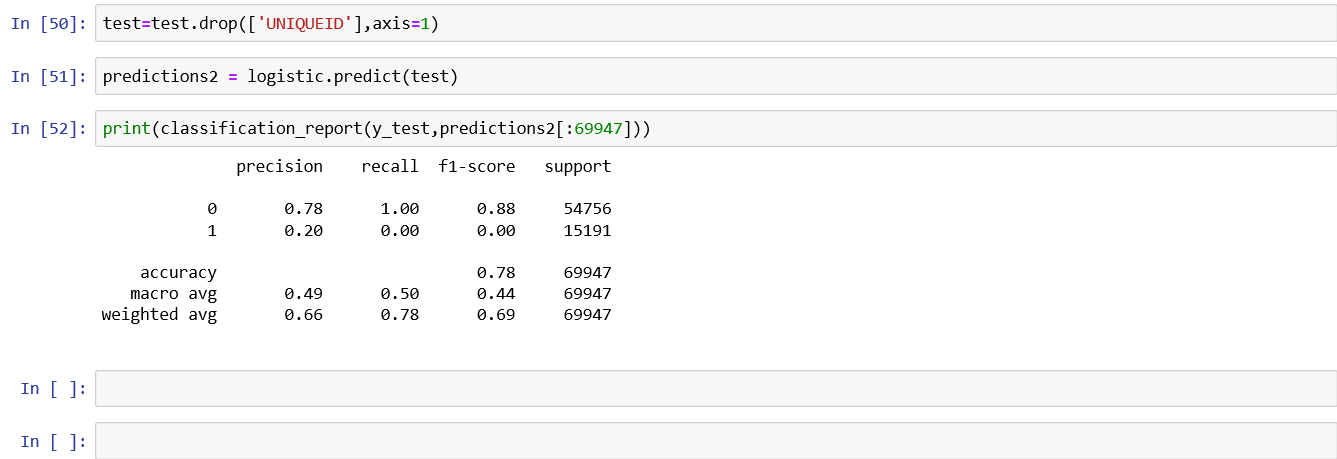 In [50]: test=test.drop(['UNIQUEID'],axis=1)
In [51]: predictions2 = logistic.predict(test)
In [52]: print(classification_report(y_test,predictions2[:69947]))
precision recall f1-score support
0 0.78 1.00 0.88 54756
1 0.20 0.00 0.00 15191
accuracy 0.78 69947
macro avg 0.49 0.50 0.44 69947
weighted avg 0.66 0.78 0.69 69947
In [ ]:
In [ ]: